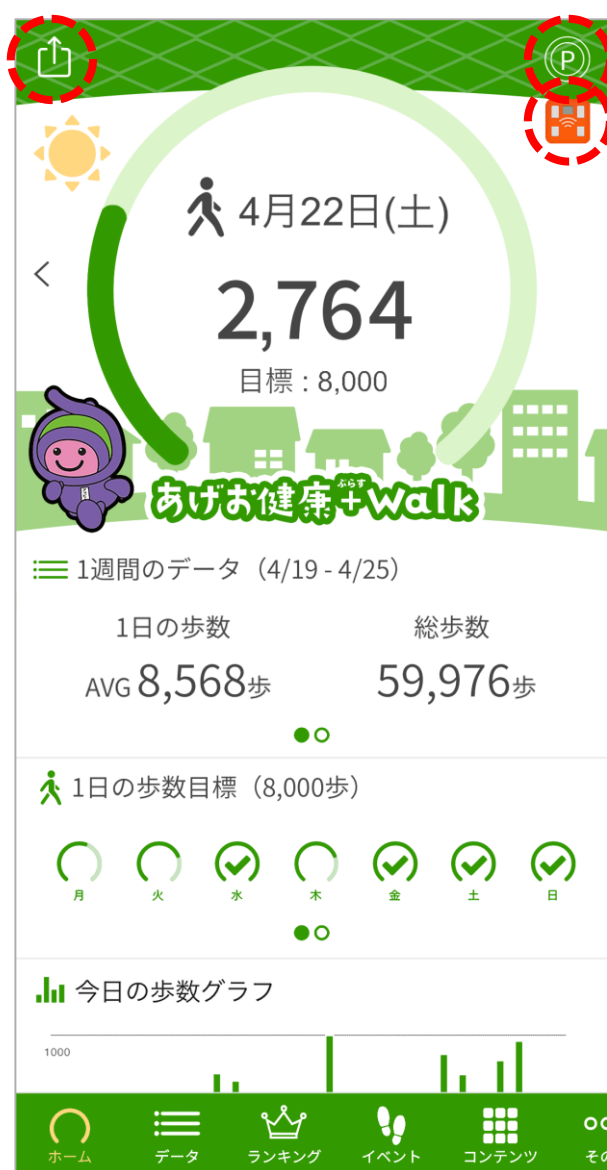 P
4月22日(土)
2,764
目標 : 8,000
あげお健康+Walk
ぷらす
1週間のデータ（4/19 - 4/25）
1日の歩数 総歩数
AVG 8,568歩 59,976歩
1日の歩数目標（8,000歩）
月 火 水 木 金 土 日
今日の歩数グラフ
1000
ホーム データ ランキング イベント コンテンツ その